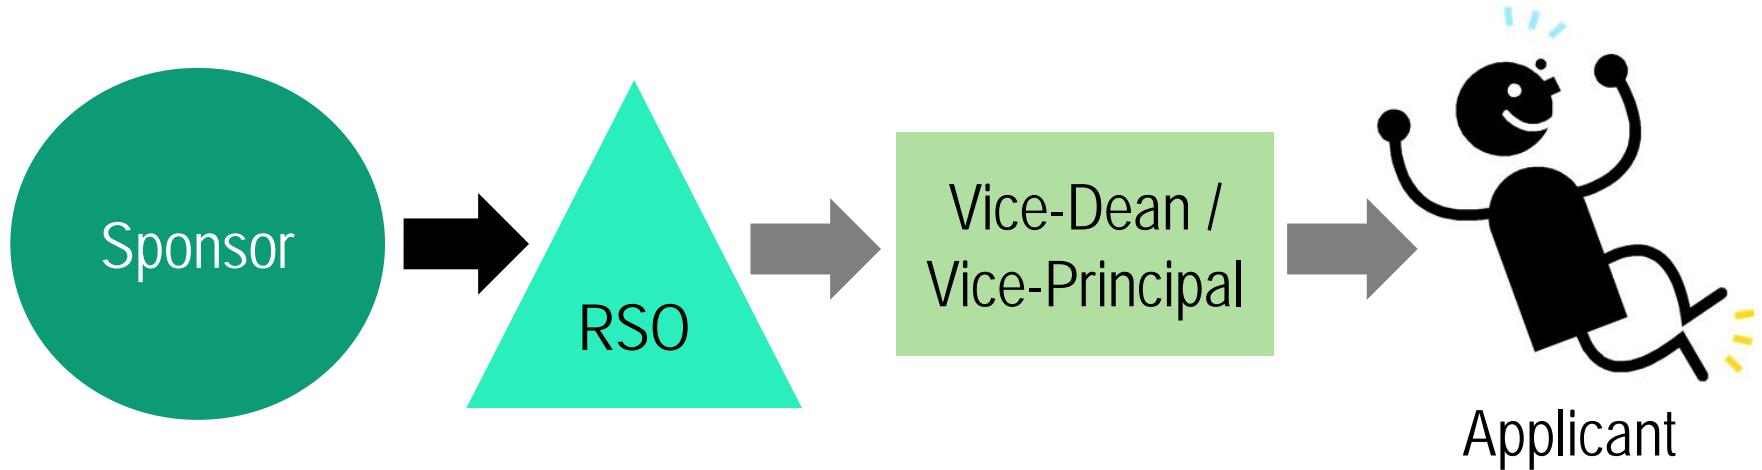 Sponsor
RSO
Vice-Dean /
Vice-Principal
Applicant